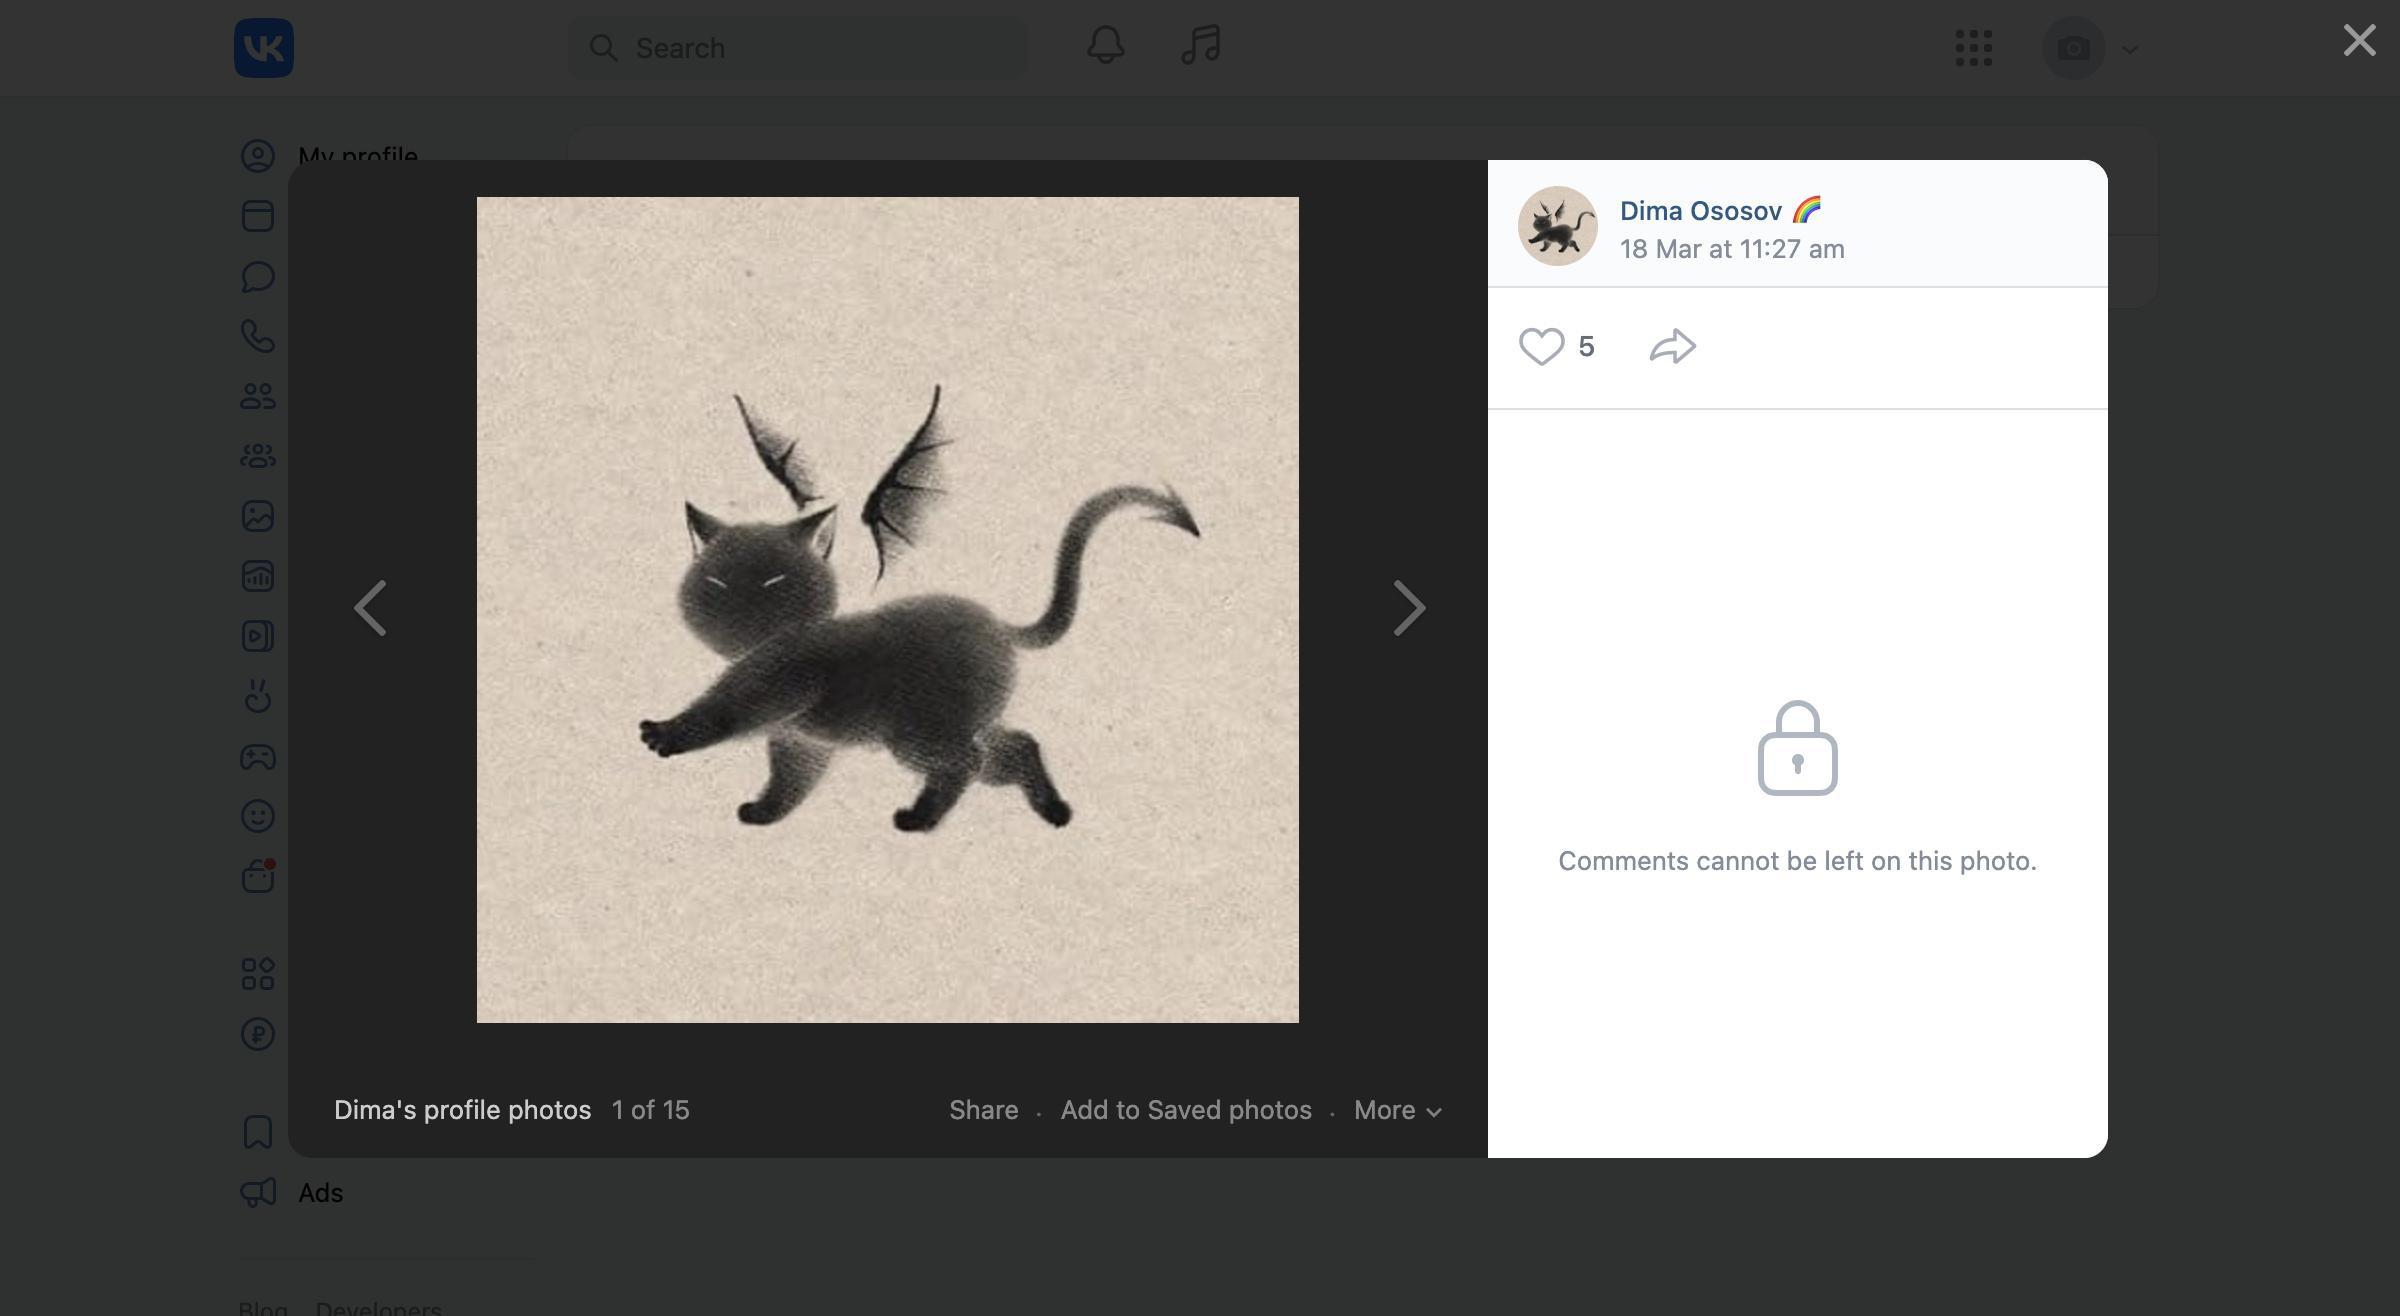 VK
Search
My profile
Dima Ososov 🌈
18 Mar at 11:27 am
5
Comments cannot be left on this photo.
Dima's profile photos 1 of 15
Share · Add to Saved photos · More
Ads
Blog Developers